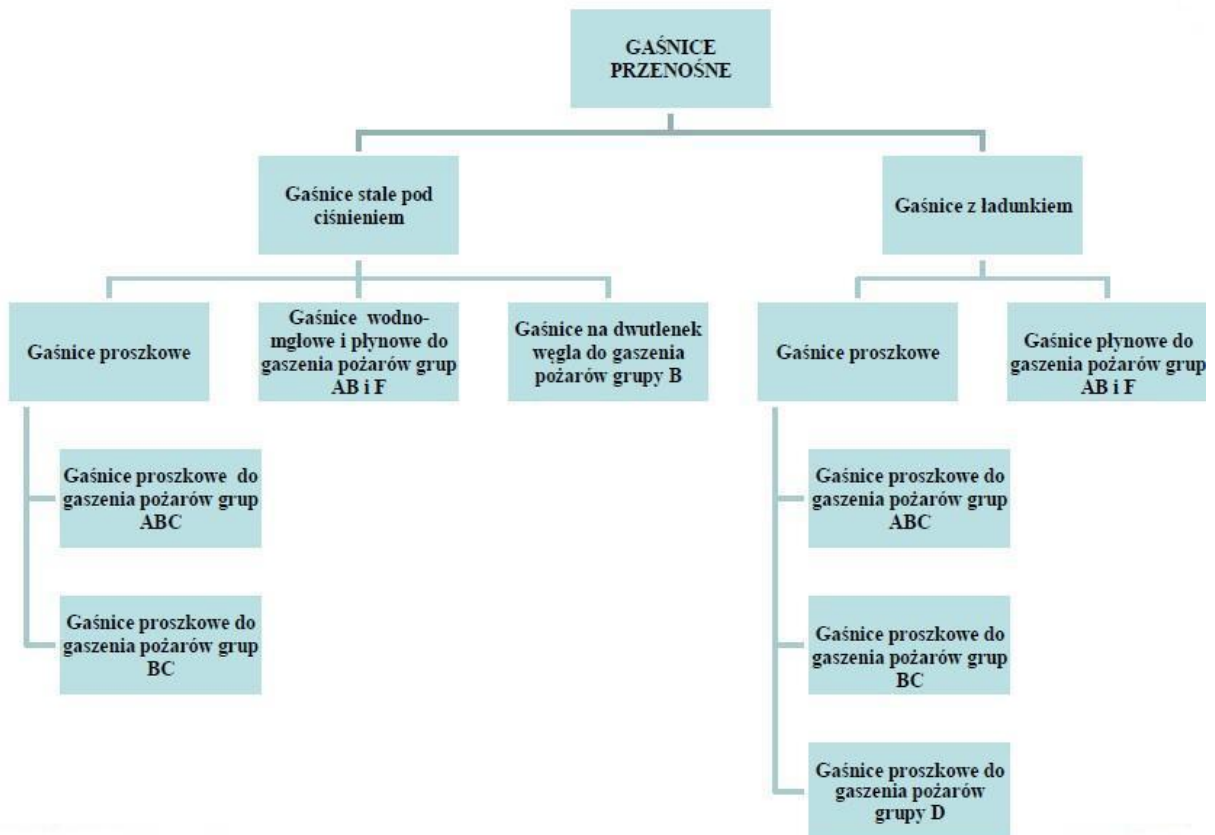 GAŚNICE
PRZENOŚNE
Gaśnice stale pod
ciśnieniem
Gaśnice z ładunkiem
Gaśnice proszkowe
Gaśnice wodno-
mgłowe i płynowe do
gaszenia pożarów grup
AB i F
Gaśnice na dwutlenek
węgla do gaszenia
pożarów grupy B
Gaśnice proszkowe
Gaśnice płynowe do
gaszenia pożarów grup
AB i F
Gaśnice proszkowe do
gaszenia pożarów grup
ABC
Gaśnice proszkowe do
gaszenia pożarów grup
BC
Gaśnice proszkowe do
gaszenia pożarów grup
ABC
Gaśnice proszkowe do
gaszenia pożarów grup
BC
Gaśnice proszkowe do
gaszenia pożarów
grupy D